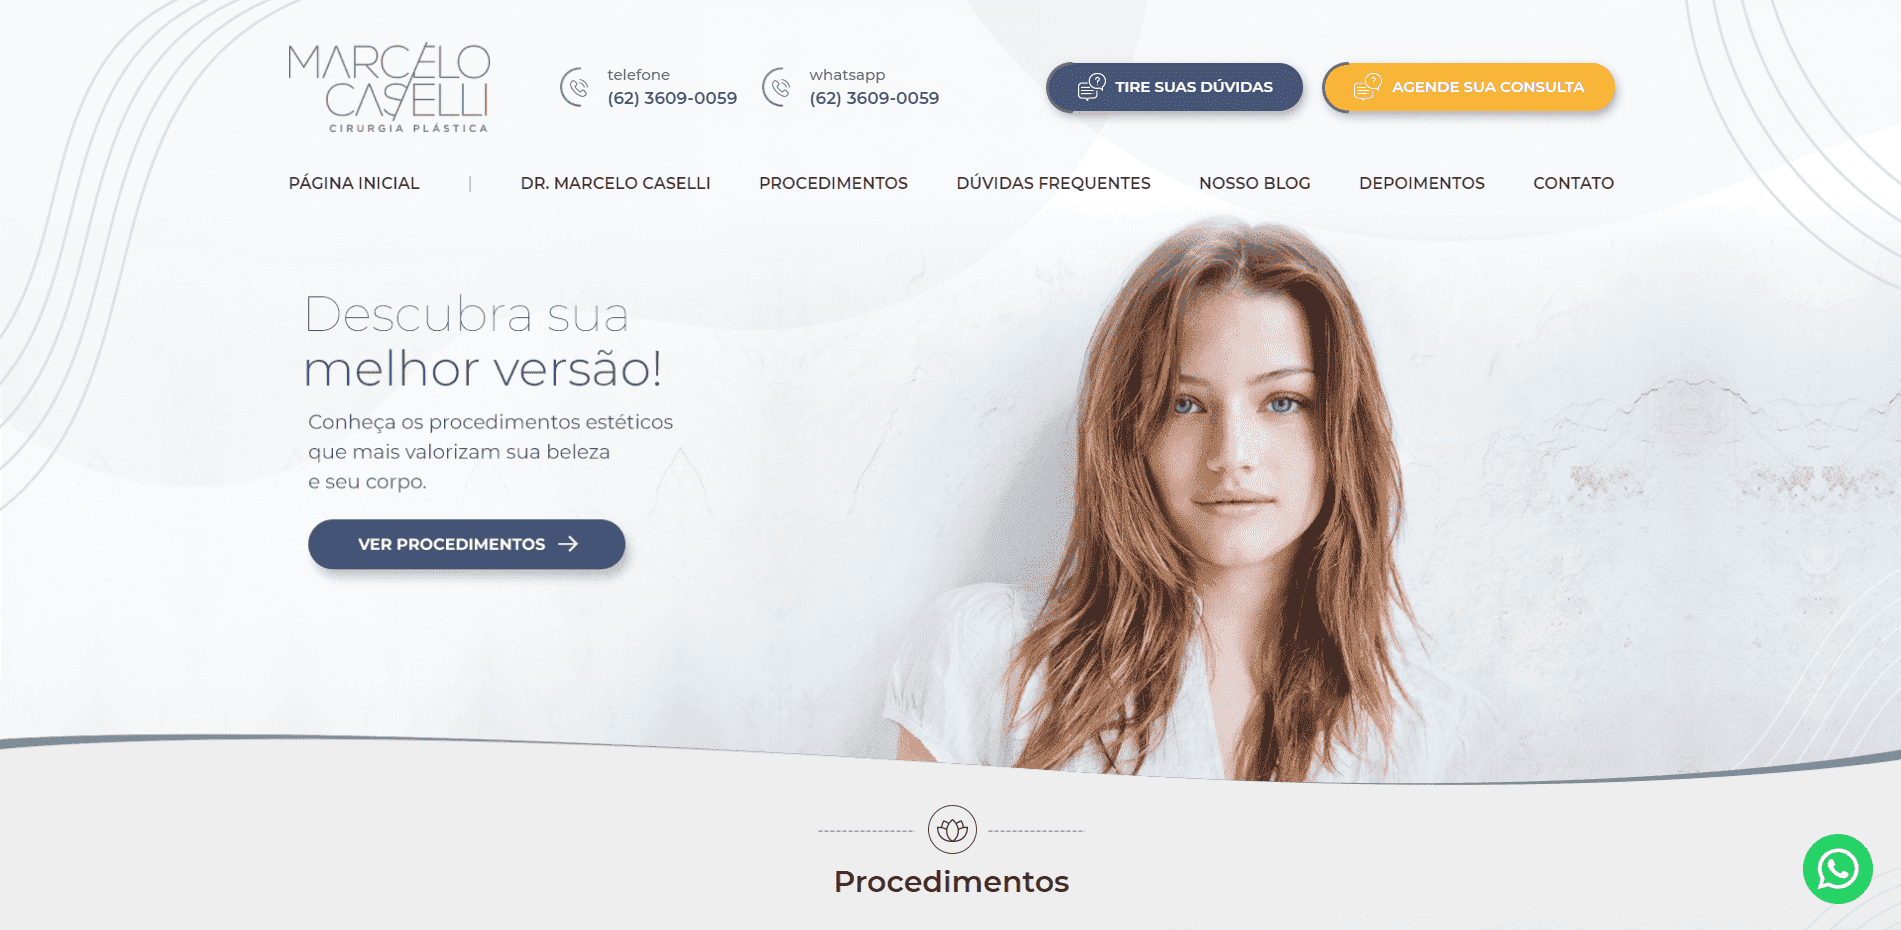 MARCELO
CASELLI
CIRURGIA PLÁSTICA
telefone
(62) 3609-0059
whatsapp
(62) 3609-0059
TIRE SUAS DÚVIDAS
AGENDE SUA CONSULTA
PÁGINA INICIAL | DR. MARCELO CASELLI PROCEDIMENTOS DÚVIDAS FREQUENTES NOSSO BLOG DEPOIMENTOS CONTATO
Descubra sua
melhor versão!
Conheça os procedimentos estéticos
que mais valorizam sua beleza
e seu corpo.
VER PROCEDIMENTOS →
Procedimentos